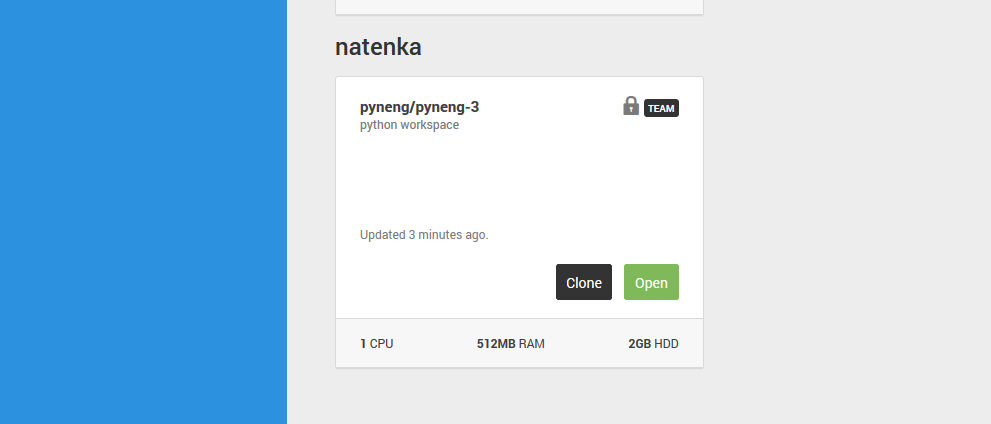 natenka
pyneng/pyneng-3
TEAM
python workspace
Updated 3 minutes ago.
Clone
Open
1 CPU
512MB RAM
2GB HDD